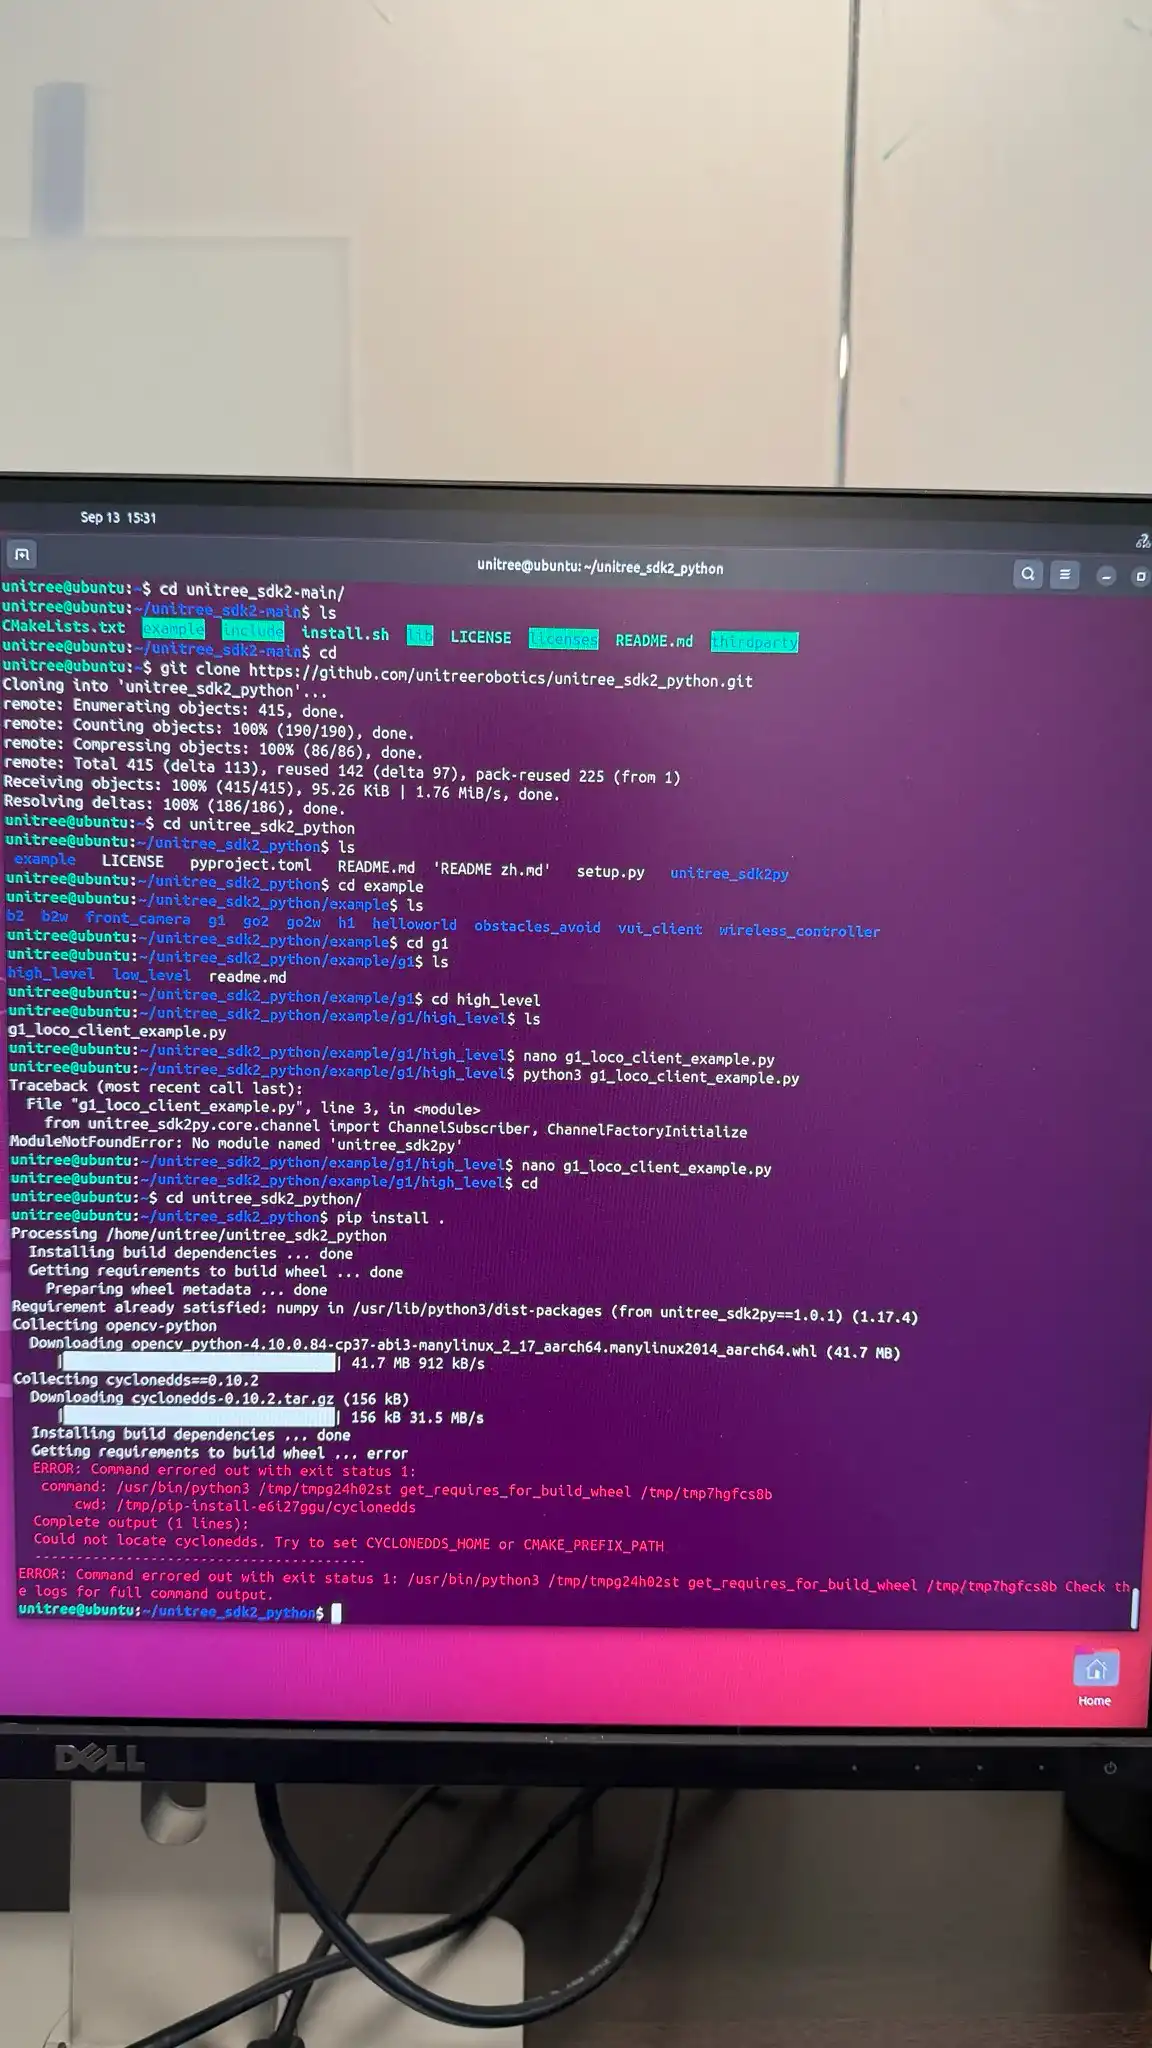 Sep 13 15:31
unitree@ubuntu: ~/unitree_sdk2_python
unitree@ubuntu:~$ cd unitree_sdk2-main/
unitree@ubuntu:~/unitree_sdk2-main$ ls
CMakeLists.txt example include install.sh lib LICENSE licenses README.md thirdparty
unitree@ubuntu:~/unitree_sdk2-main$ cd
unitree@ubuntu:~$ git clone https://github.com/unitreerobotics/unitree_sdk2_python.git
Cloning into 'unitree_sdk2_python'...
remote: Enumerating objects: 415, done.
remote: Counting objects: 100% (190/190), done.
remote: Compressing objects: 100% (86/86), done.
remote: Total 415 (delta 113), reused 142 (delta 97), pack-reused 225 (from 1)
Receiving objects: 100% (415/415), 95.26 KiB | 1.76 MiB/s, done.
Resolving deltas: 100% (186/186), done.
unitree@ubuntu:~$ cd unitree_sdk2_python
unitree@ubuntu:~/unitree_sdk2_python$ ls
example LICENSE pyproject.toml README.md 'README zh.md' setup.py unitree_sdk2py
unitree@ubuntu:~/unitree_sdk2_python$ cd example
unitree@ubuntu:~/unitree_sdk2_python/example$ ls
b2 b2w front_camera g1 go2 go2w h1 helloworld obstacles_avoid vui_client wireless_controller
unitree@ubuntu:~/unitree_sdk2_python/example$ cd g1
unitree@ubuntu:~/unitree_sdk2_python/example/g1$ ls
high_level low_level readme.md
unitree@ubuntu:~/unitree_sdk2_python/example/g1$ cd high_level
unitree@ubuntu:~/unitree_sdk2_python/example/g1/high_level$ ls
g1_loco_client_example.py
unitree@ubuntu:~/unitree_sdk2_python/example/g1/high_level$ nano g1_loco_client_example.py
unitree@ubuntu:~/unitree_sdk2_python/example/g1/high_level$ python3 g1_loco_client_example.py
Traceback (most recent call last):
File "g1_loco_client_example.py", line 3, in <module>
from unitree_sdk2py.core.channel import ChannelSubscriber, ChannelFactoryInitialize
ModuleNotFoundError: No module named 'unitree_sdk2py'
unitree@ubuntu:~/unitree_sdk2_python/example/g1/high_level$ nano g1_loco_client_example.py
unitree@ubuntu:~/unitree_sdk2_python/example/g1/high_level$ cd
unitree@ubuntu:~$ cd unitree_sdk2_python/
unitree@ubuntu:~/unitree_sdk2_python$ pip install .
Processing /home/unitree/unitree_sdk2_python
Installing build dependencies ... done
Getting requirements to build wheel ... done
Preparing wheel metadata ... done
Requirement already satisfied: numpy in /usr/lib/python3/dist-packages (from unitree_sdk2py==1.0.1) (1.17.4)
Collecting opencv-python
Downloading opencv_python-4.10.0.84-cp37-abi3-manylinux_2_17_aarch64.manylinux2014_aarch64.whl (41.7 MB)
| 41.7 MB 912 kB/s
Collecting cyclonedds==0.10.2
Downloading cyclonedds-0.10.2.tar.gz (156 kB)
| 156 kB 31.5 MB/s
Installing build dependencies ... done
Getting requirements to build wheel ... error
ERROR: Command errored out with exit status 1:
command: /usr/bin/python3 /tmp/tmpg24h02st get_requires_for_build_wheel /tmp/tmp7hgfcs8b
cwd: /tmp/pip-install-e6i27ggu/cyclonedds
Complete output (1 lines):
Could not locate cyclonedds. Try to set CYCLONEDDS_HOME or CMAKE_PREFIX_PATH
----------------------------------------
ERROR: Command errored out with exit status 1: /usr/bin/python3 /tmp/tmpg24h02st get_requires_for_build_wheel /tmp/tmp7hgfcs8b Check th
e logs for full command output.
unitree@ubuntu:~/unitree_sdk2_python$
Home
DELL